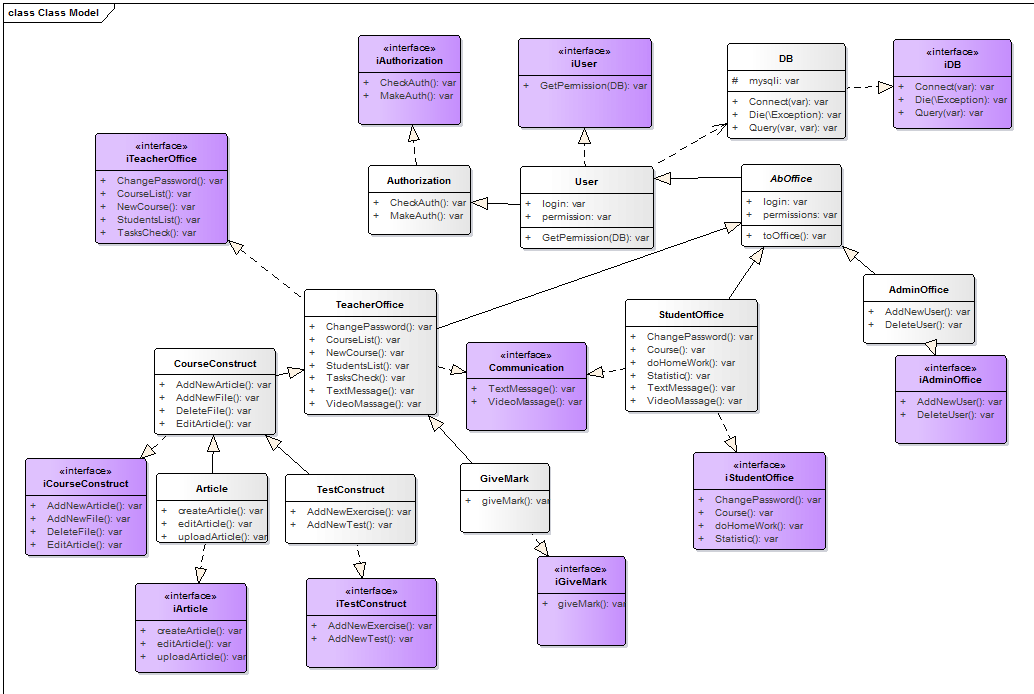 class Class Model
«interface»
iAuthorization
+ CheckAuth(): var
+ MakeAuth(): var
«interface»
iUser
+ GetPermission(DB): var
DB
# mysqli: var
+ Connect(var): var
+ Die(\Exception): var
+ Query(var, var): var
«interface»
iDB
+ Connect(var): var
+ Die(\Exception): var
+ Query(var): var
«interface»
iTeacherOffice
+ ChangePassword(): var
+ CourseList(): var
+ NewCourse(): var
+ StudentsList(): var
+ TasksCheck(): var
Authorization
+ CheckAuth(): var
+ MakeAuth(): var
User
+ login: var
+ permission: var
+ GetPermission(DB): var
AbOffice
+ login: var
+ permissions: var
+ toOffice(): var
TeacherOffice
+ ChangePassword(): var
+ CourseList(): var
+ NewCourse(): var
+ StudentsList(): var
+ TasksCheck(): var
+ TextMessage(): var
+ VideoMassage(): var
StudentOffice
+ ChangePassword(): var
+ Course(): var
+ doHomeWork(): var
+ Statistic(): var
+ TextMessage(): var
+ VideoMassage(): var
AdminOffice
+ AddNewUser(): var
+ DeleteUser(): var
CourseConstruct
+ AddNewArticle(): var
+ AddNewFile(): var
+ DeleteFile(): var
+ EditArticle(): var
«interface»
Communication
+ TextMessage(): var
+ VideoMassage(): var
«interface»
iAdminOffice
+ AddNewUser(): var
+ DeleteUser(): var
«interface»
iCourseConstruct
+ AddNewArticle(): var
+ AddNewFile(): var
+ DeleteFile(): var
+ EditArticle(): var
Article
+ createArticle(): var
+ editArticle(): var
+ uploadArticle(): var
TestConstruct
+ AddNewExercise(): var
+ AddNewTest(): var
GiveMark
+ giveMark(): var
«interface»
iStudentOffice
+ ChangePassword(): var
+ Course(): var
+ doHomeWork(): var
+ Statistic(): var
«interface»
iArticle
+ createArticle(): var
+ editArticle(): var
+ uploadArticle(): var
«interface»
iTestConstruct
+ AddNewExercise(): var
+ AddNewTest(): var
«interface»
iGiveMark
+ giveMark(): var